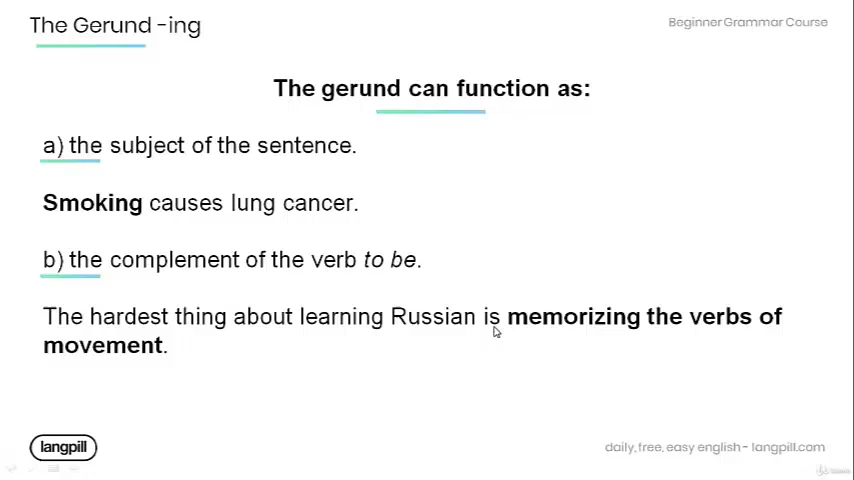 The Gerund -ing
Beginner Grammar Course
The gerund can function as:
a) the subject of the sentence.
Smoking causes lung cancer.
b) the complement of the verb to be.
The hardest thing about learning Russian is memorizing the verbs of
movement.
langpill
daily, free, easy english - langpill.com